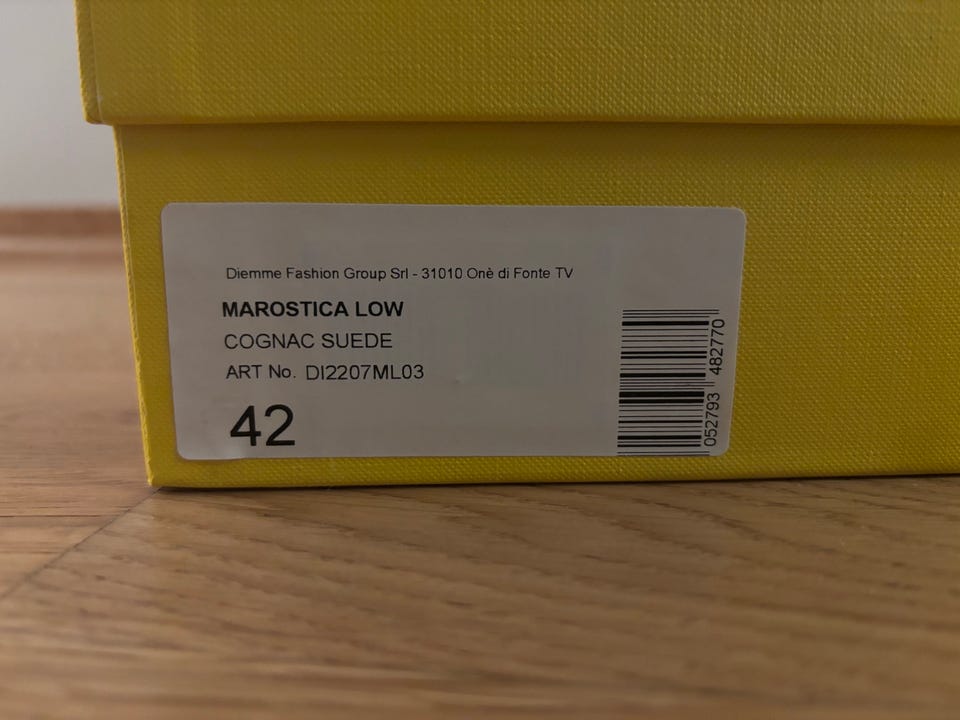 Diemme Fashion Group Srl - 31010 Onè di Fonte TV
MAROSTICA LOW
COGNAC SUEDE
ART No. DI2207ML03
42
052793 482770